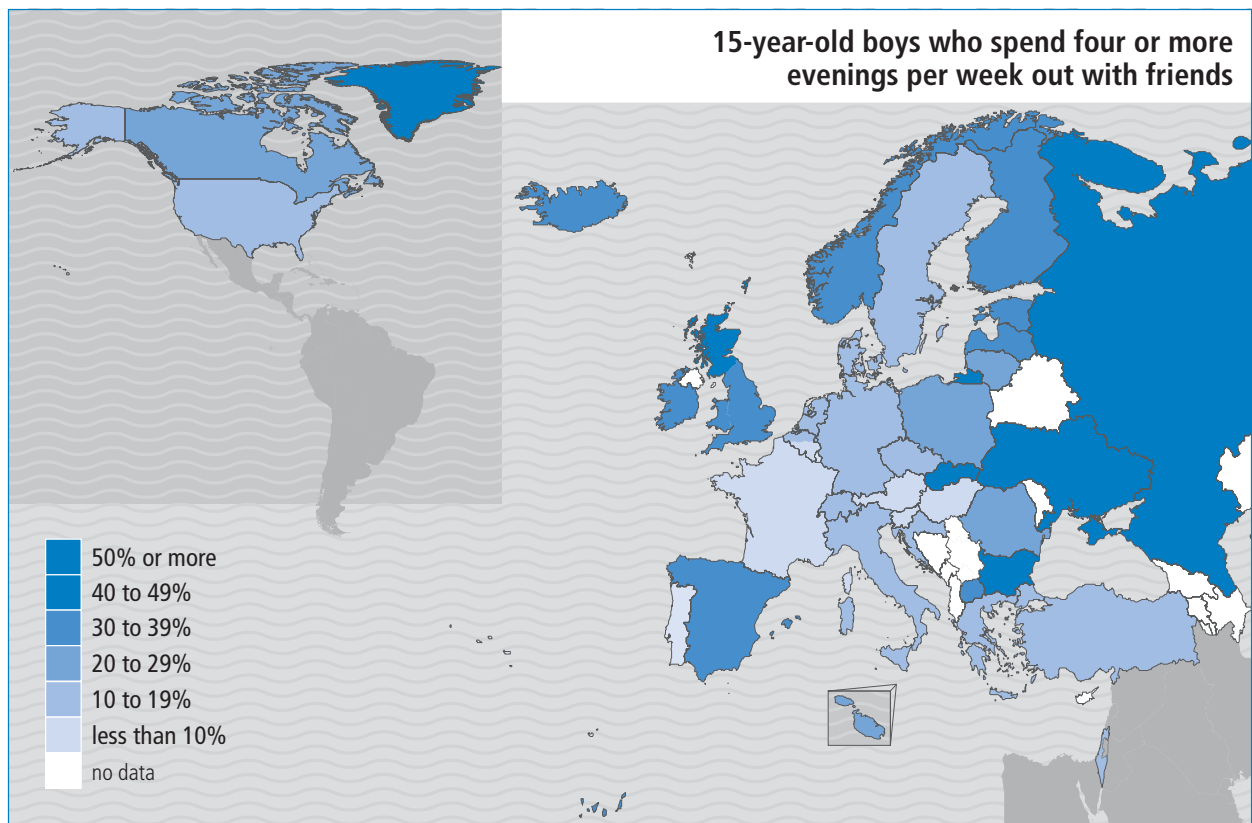 15-year-old boys who spend four or more
evenings per week out with friends
50% or more
40 to 49%
30 to 39%
20 to 29%
10 to 19%
less than 10%
no data